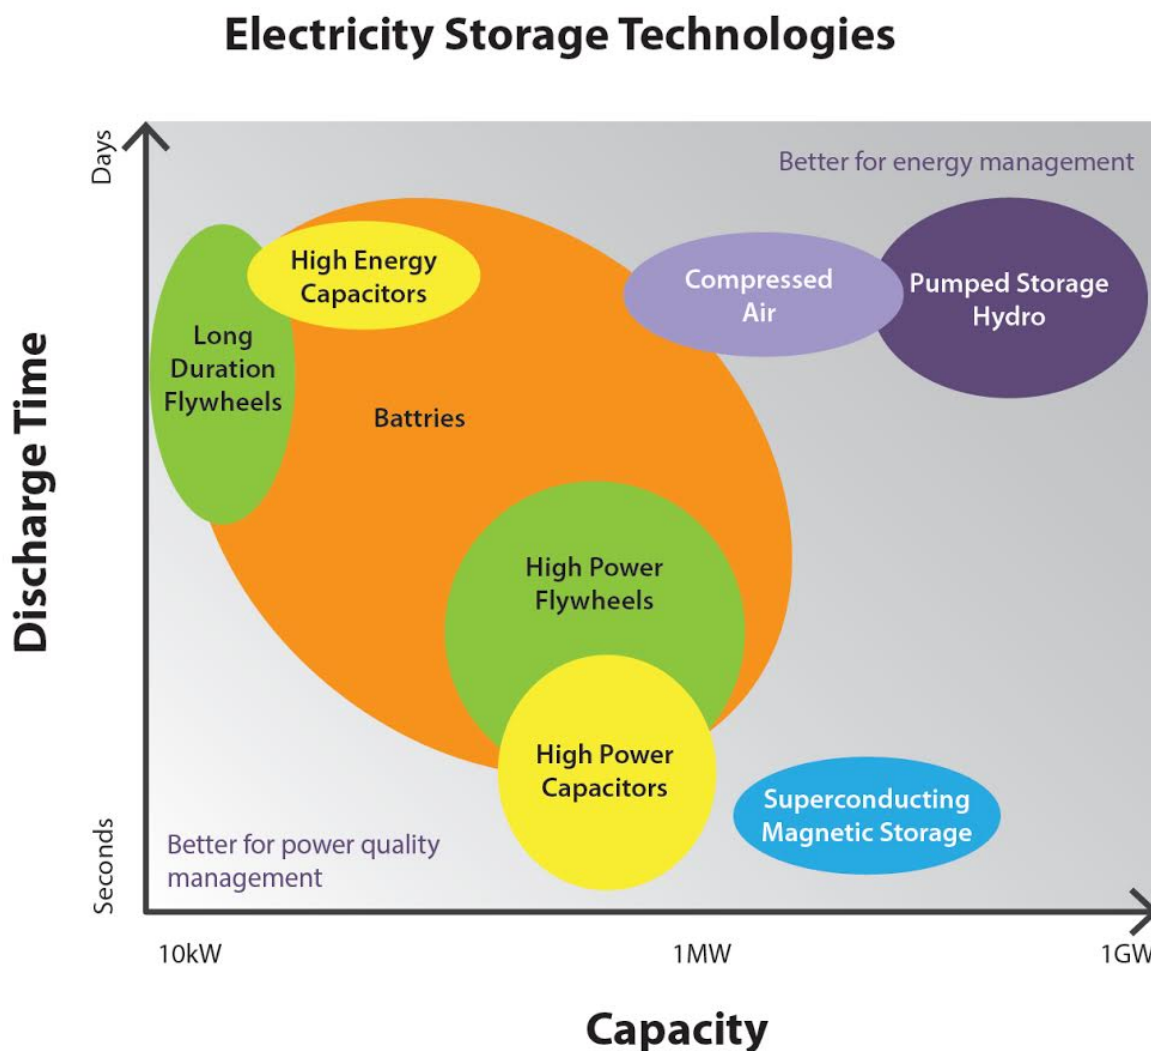 Electricity Storage Technologies
Days
Better for energy management
High Energy
Capacitors
Compressed
Air
Pumped Storage
Hydro
Long
Duration
Flywheels
Battries
Discharge Time
High Power
Flywheels
High Power
Capacitors
Superconducting
Magnetic Storage
Better for power quality
management
Seconds
10kW
1MW
1GW
Capacity